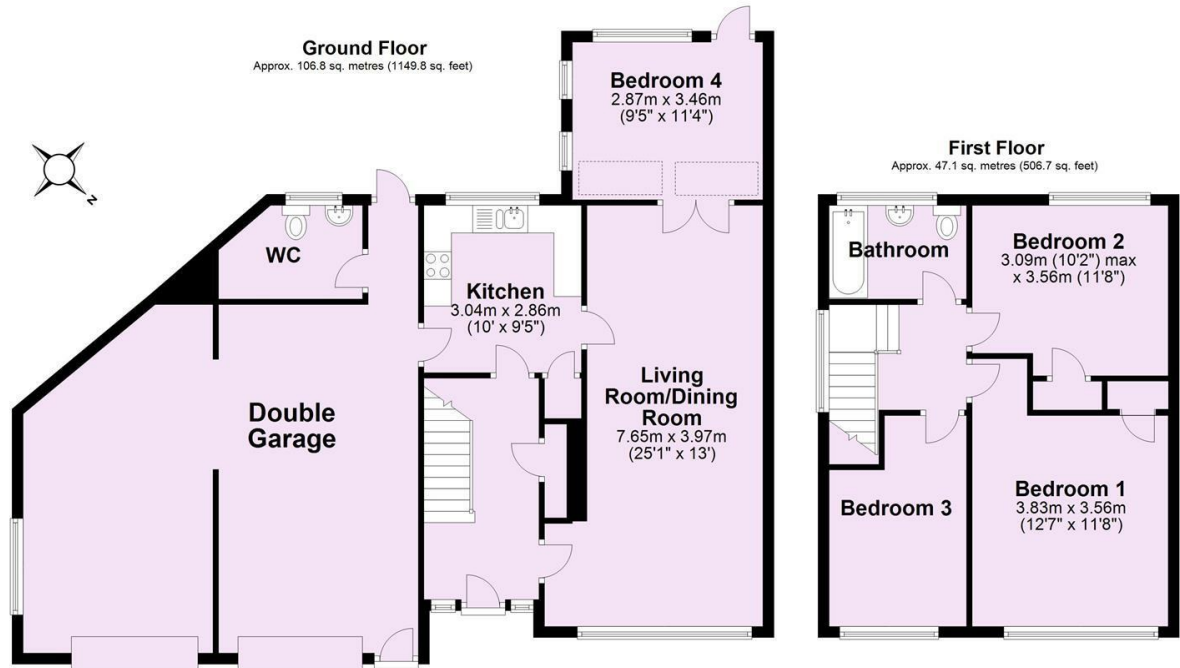 Ground Floor
Approx. 106.8 sq. metres (1149.8 sq. feet)
Bedroom 4
2.87m x 3.46m
(9'5" x 11'4")
WC
Kitchen
3.04m x 2.86m
(10' x 9'5")
Double
Garage
Living
Room/Dining
Room
7.65m x 3.97m
(25'1" x 13')
N
First Floor
Approx. 47.1 sq. metres (506.7 sq. feet)
Bathroom
Bedroom 2
3.09m (10'2") max
x 3.56m (11'8")
Bedroom 3
Bedroom 1
3.83m x 3.56m
(12'7" x 11'8")